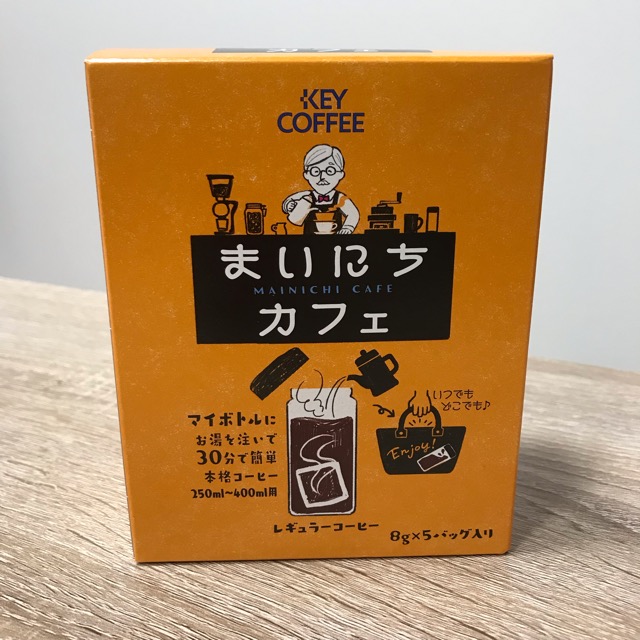 カフェ
KEY
COFFEE
まいにち
MAINICHI CAFE
カフェ
マイボトルに
お湯を注いで
30分で簡単
本格コーヒー
250ml~400ml用
いつでも
どこでも♪
Enjoy!
レギュラーコーヒー
8g×5バッグ入り